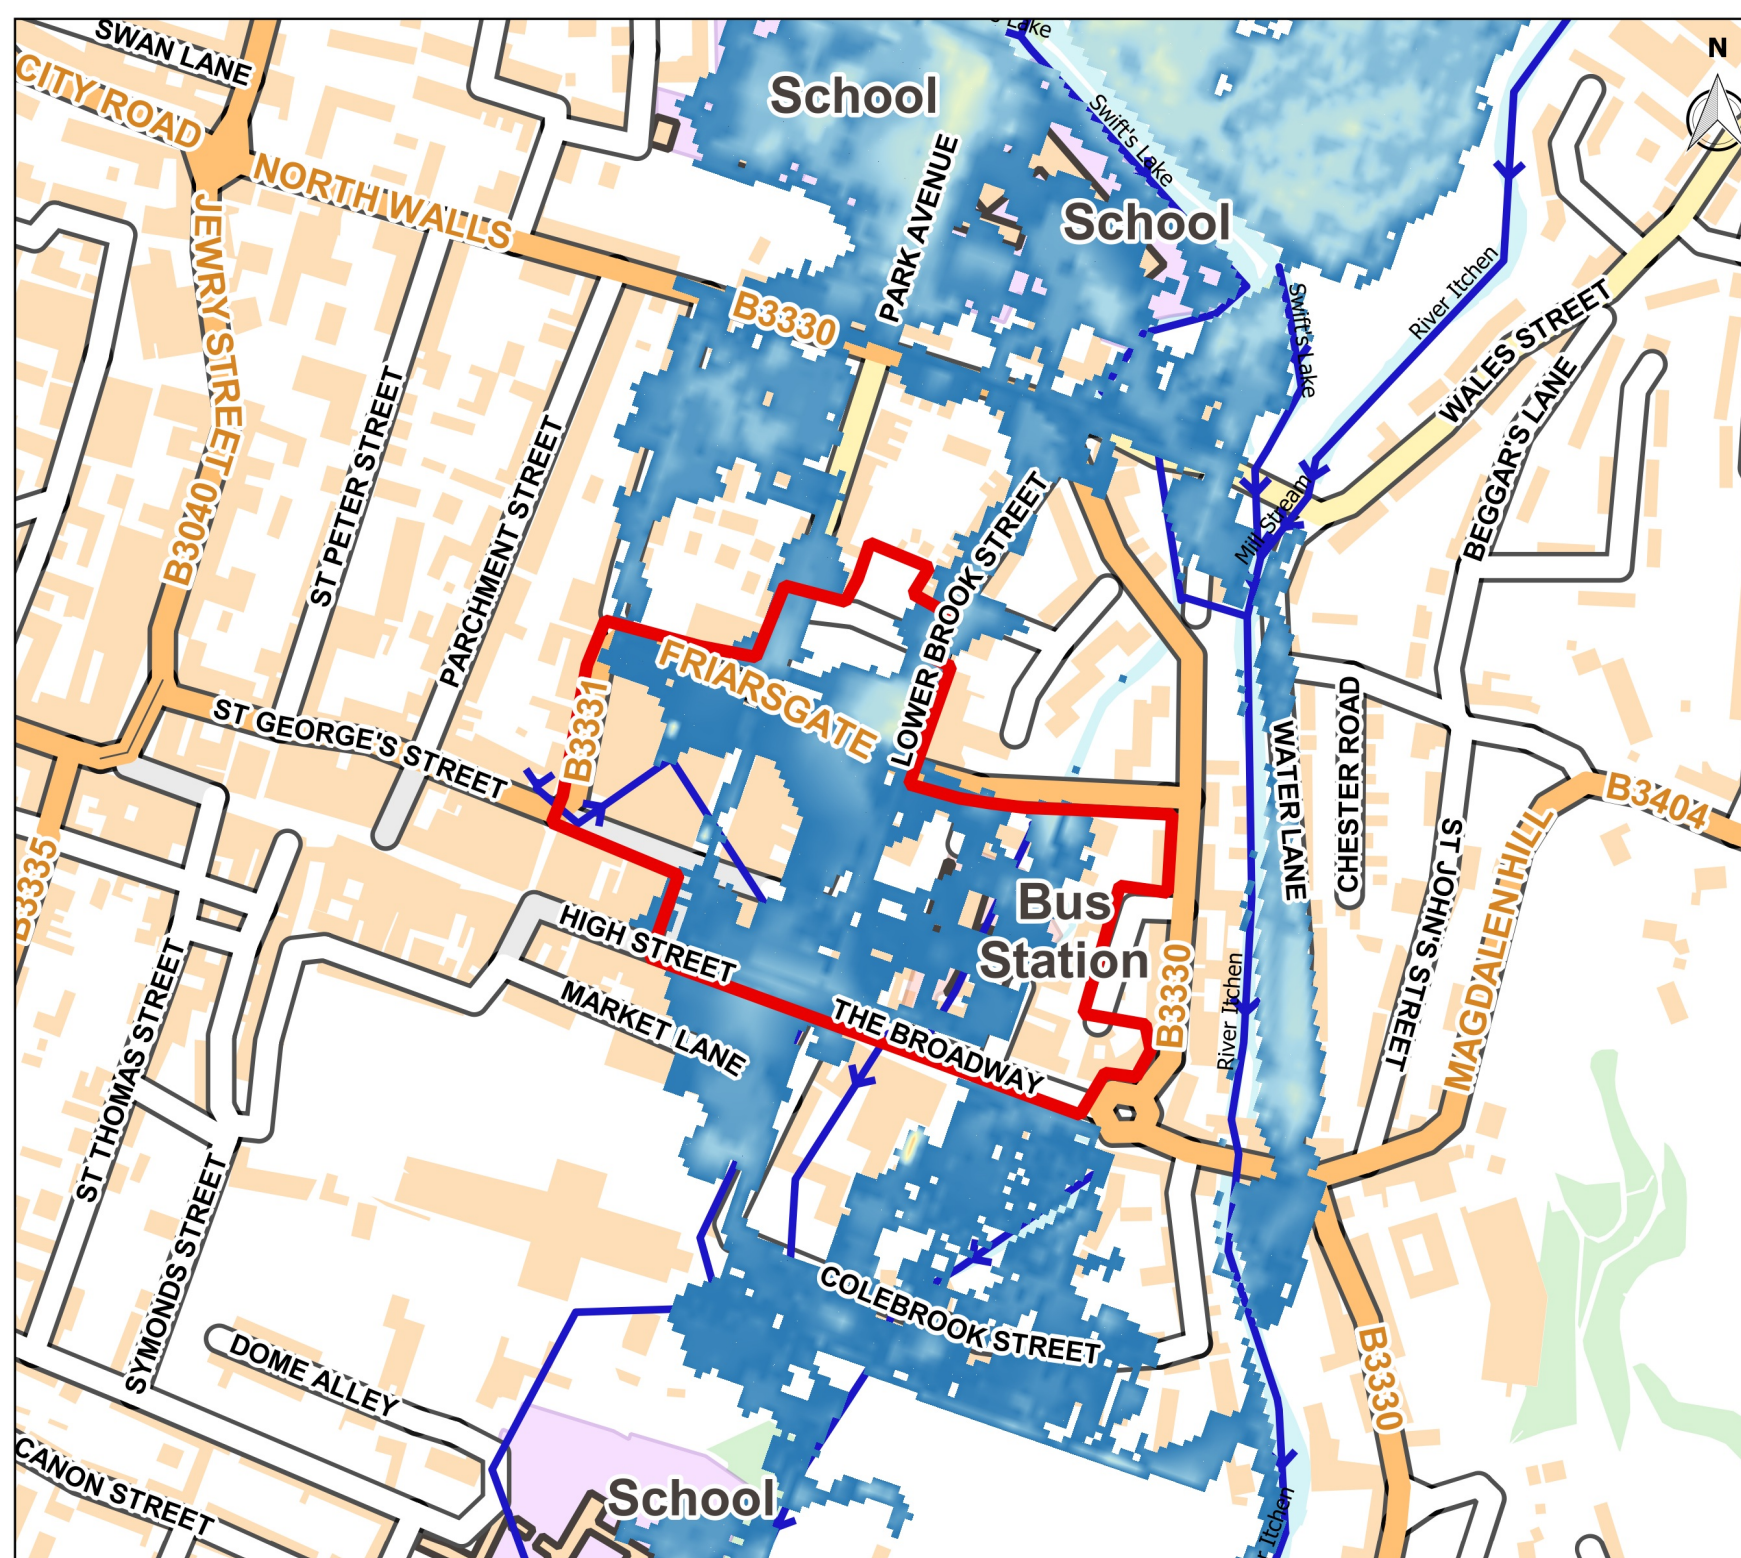 SWAN LANE
s Lake
N
CITY ROAD
School
Swift's Lake
NORTH WALLS
PARK AVENUE
School
JEWRY STREET
B3330
Swift's Lake
River Itchen
WALES STREET
ST PETER STREET
BEGGAR'S LANE
PARCHMENT STREET
B3040
LOWER BROOK STREET
Mill Stream
FRIARSGATE
B3331
ST GEORGE'S STREET
WATER LANE
CHESTER ROAD
B3404
B3335
ST JOHN'S STREET
MAGDALEN HILL
Bus
Station
HIGH STREET
MARKET LANE
THE BROADWAY
B3330
River Itchen
ST THOMAS STREET
SYMONDS STREET
COLEBROOK STREET
DOME ALLEY
B3330
CANON STREET
School
r Itchen